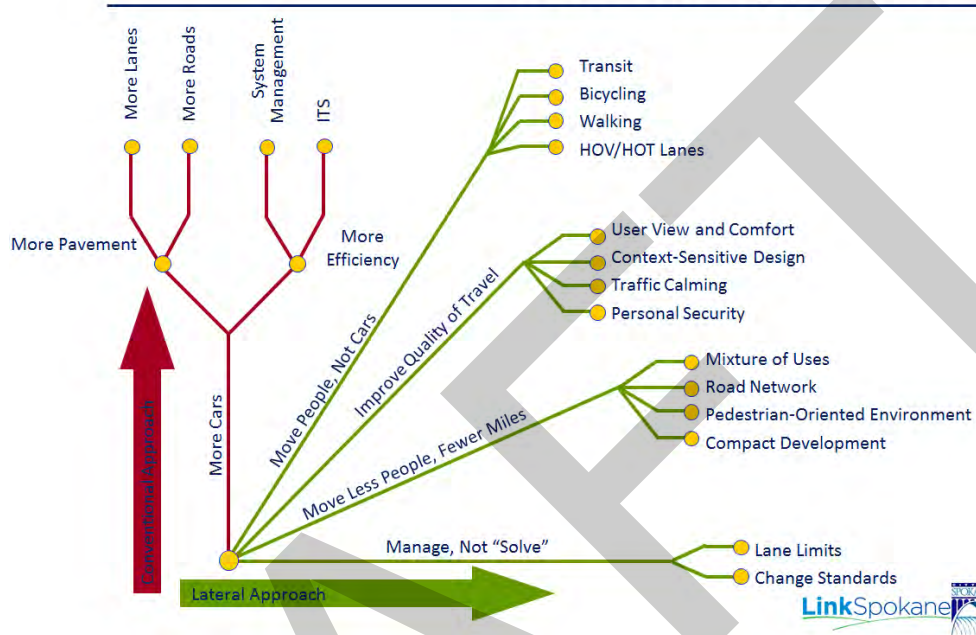 More Lanes
More Roads
System
Management
ITS
More Pavement
More
Efficiency
More Cars
Conventional Approach
Transit
Bicycling
Walking
HOV/HOT Lanes
Move People, Not Cars
User View and Comfort
Context-Sensitive Design
Traffic Calming
Personal Security
Improve Quality of Travel
Mixture of Uses
Road Network
Pedestrian-Oriented Environment
Compact Development
Move Less People, Fewer Miles
Manage, Not “Solve”
Lane Limits
Change Standards
Lateral Approach
LinkSpokane